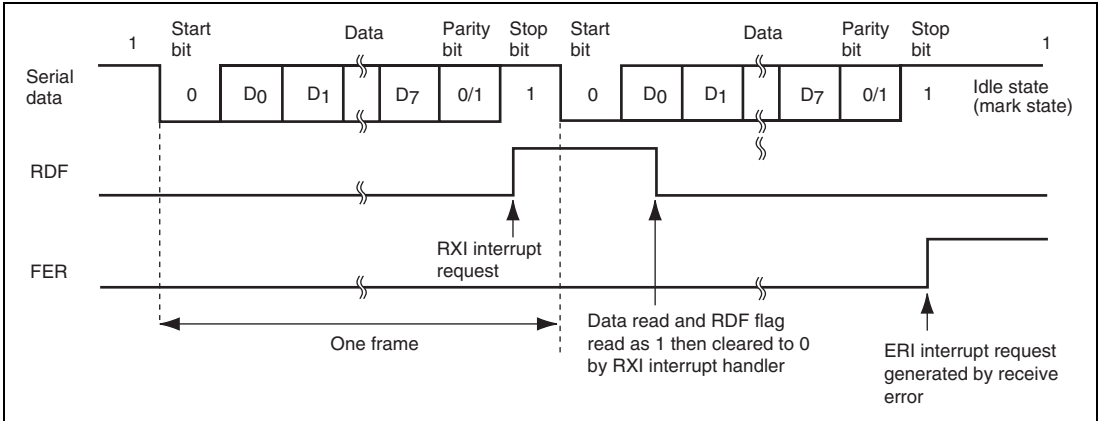 1 Start bit Data Parity bit Stop bit Start bit Data Parity bit Stop bit 1
Serial data
0 D0 D1 D7 0/1 1 0 D0 D1 D7 0/1 1
Idle state (mark state)
RDF
RXI interrupt request
FER
One frame
Data read and RDF flag
read as 1 then cleared to 0
by RXI interrupt handler
ERI interrupt request
generated by receive
error